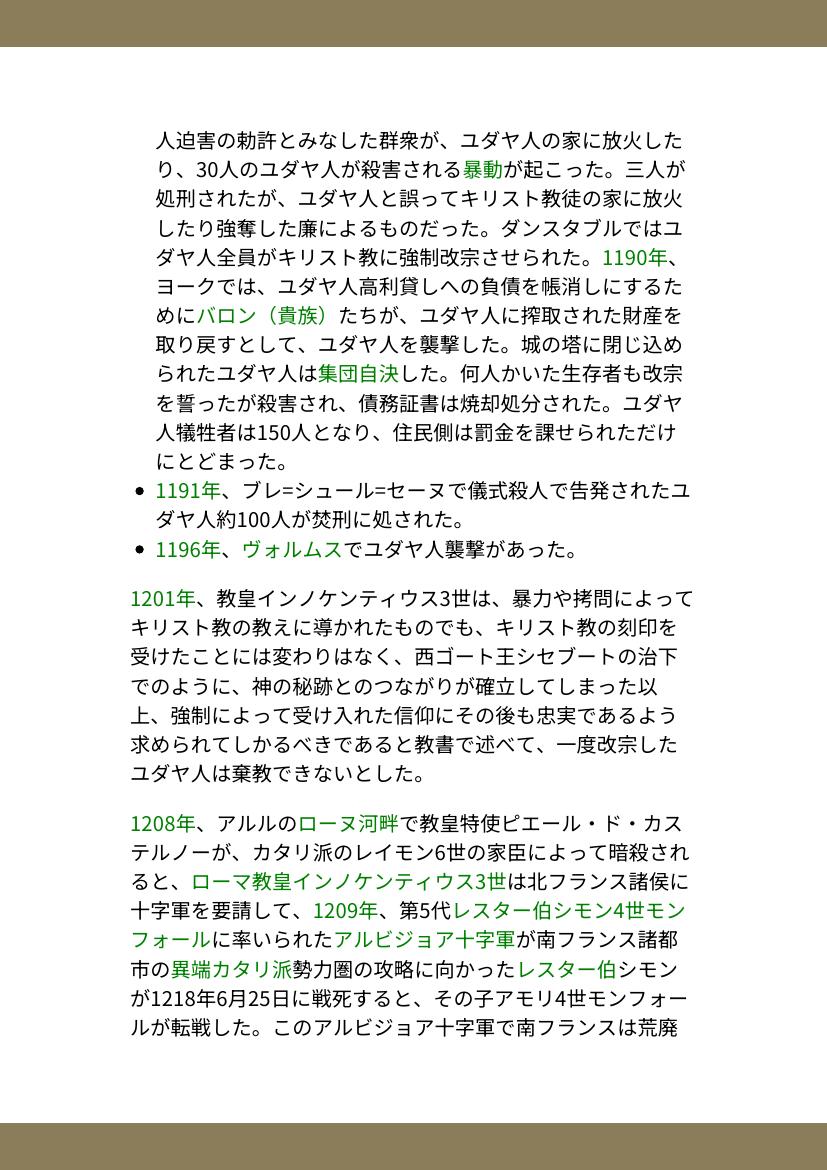 人迫害の勅許とみなした群衆が、ユダヤ人の家に放火した
り、30人のユダヤ人が殺害される暴動が起こった。三人が
処刑されたが、ユダヤ人と誤ってキリスト教徒の家に放火
したり強奪した廉によるものだった。ダンスタブルではユ
ダヤ人全員がキリスト教に強制改宗させられた。1190年、
ヨークでは、ユダヤ人高利貸しへの負債を帳消しにするた
めにバロン（貴族）たちが、ユダヤ人に搾取された財産を
取り戻すとして、ユダヤ人を襲撃した。城の塔に閉じ込め
られたユダヤ人は集団自決した。何人かいた生存者も改宗
を誓ったが殺害され、債務証書は焼却処分された。ユダヤ
人犠牲者は150人となり、住民側は罰金を課せられただけ
にとどまった。
• 1191年、ブレ=シュール=セーヌで儀式殺人で告発されたユ
ダヤ人約100人が焚刑に処された。
• 1196年、ヴォルムスでユダヤ人襲撃があった。
1201年、教皇インノケンティウス3世は、暴力や拷問によって
キリスト教の教えに導かれたものでも、キリスト教の刻印を
受けたことには変わりはなく、西ゴート王シセブートの治下
でのように、神の秘跡とのつながりが確立してしまった以
上、強制によって受け入れた信仰にその後も忠実であるよう
求められてしかるべきであると教書で述べて、一度改宗した
ユダヤ人は棄教できないとした。
1208年、アルルのローヌ河畔で教皇特使ピエール・ド・カス
テルノーが、カタリ派のレイモン6世の家臣によって暗殺され
ると、ローマ教皇インノケンティウス3世は北フランス諸侯に
十字軍を要請して、1209年、第5代レスター伯シモン4世モン
フォールに率いられたアルビジョア十字軍が南フランス諸都
市の異端カタリ派勢力圏の攻略に向かったレスター伯シモン
が1218年6月25日に戦死すると、その子アモリ4世モンフォー
ルが転戦した。このアルビジョア十字軍で南フランスは荒廃